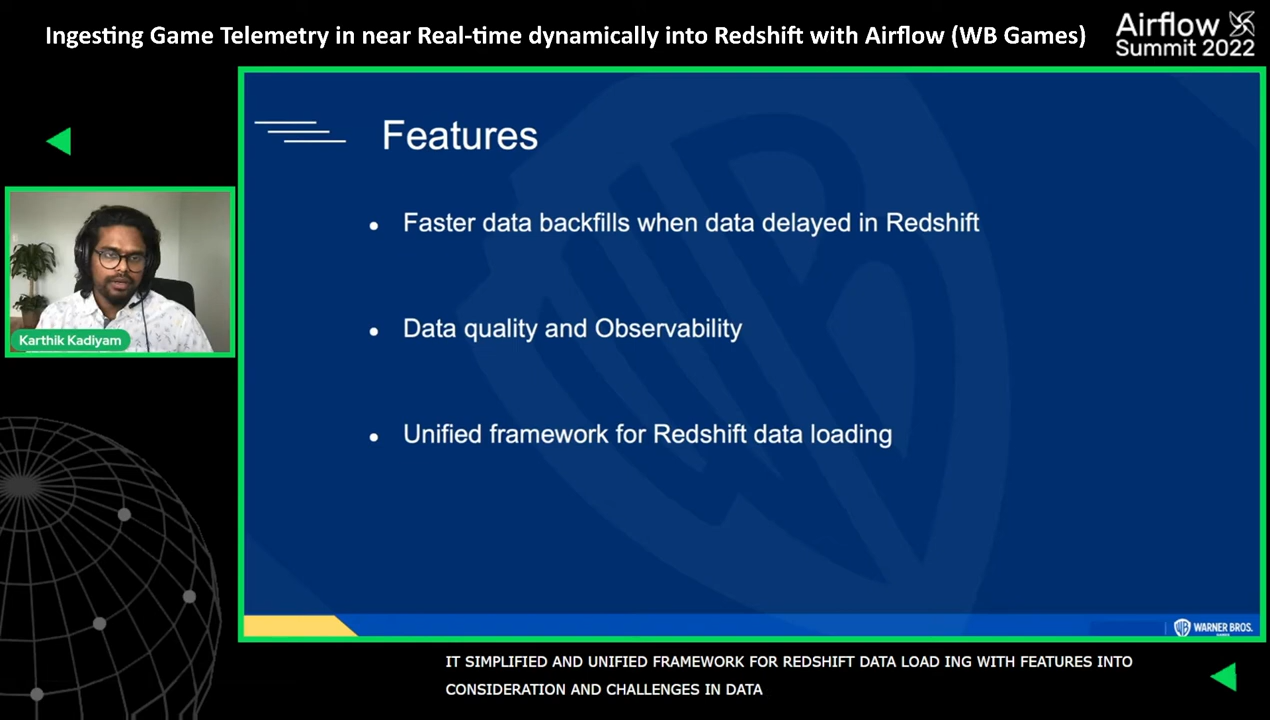 Ingesting Game Telemetry in near Real-time dynamically into Redshift with Airflow (WB Games)
Airflow
Summit 2022
Features
• Faster data backfills when data delayed in Redshift
• Data quality and Observability
• Unified framework for Redshift data loading
Karthik Kadiyam
WB
WARNER BROS.
GAMES
IT SIMPLIFIED AND UNIFIED FRAMEWORK FOR REDSHIFT DATA LOAD ING WITH FEATURES INTO
CONSIDERATION AND CHALLENGES IN DATA